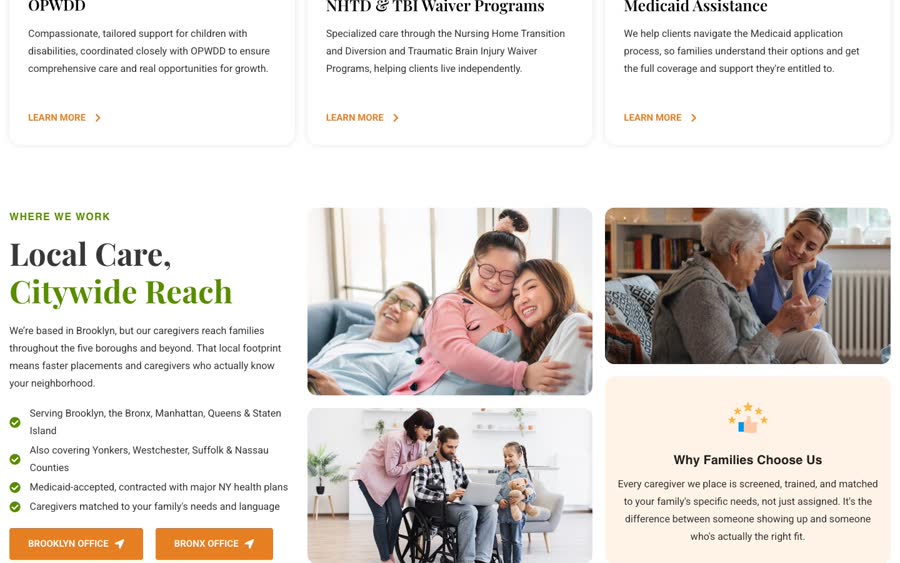 OPWDD
Compassionate, tailored support for children with
disabilities, coordinated closely with OPWDD to ensure
comprehensive care and real opportunities for growth.
LEARN MORE
NHTD & TBI Waiver Programs
Specialized care through the Nursing Home Transition
and Diversion and Traumatic Brain Injury Waiver
Programs, helping clients live independently.
LEARN MORE
Medicaid Assistance
We help clients navigate the Medicaid application
process, so families understand their options and get
the full coverage and support they're entitled to.
LEARN MORE
WHERE WE WORK
Local Care,
Citywide Reach
We're based in Brooklyn, but our caregivers reach families
throughout the five boroughs and beyond. That local footprint
means faster placements and caregivers who actually know
your neighborhood.
Serving Brooklyn, the Bronx, Manhattan, Queens & Staten
Island
Also covering Yonkers, Westchester, Suffolk & Nassau
Counties
Medicaid-accepted, contracted with major NY health plans
Caregivers matched to your family's needs and language
BROOKLYN OFFICE
BRONX OFFICE
Why Families Choose Us
Every caregiver we place is screened, trained, and matched
to your family's specific needs, not just assigned. It's the
difference between someone showing up and someone
who's actually the right fit.